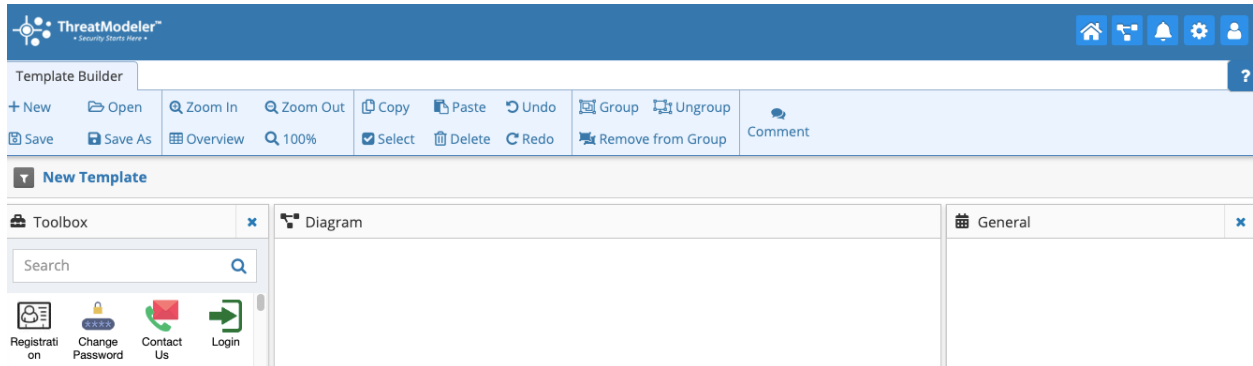 ThreatModeler™
• Security Starts Here •
Template Builder
?
New Open Zoom In Zoom Out Copy Paste Undo Group Ungroup
Comment
Save Save As Overview 100% Select Delete Redo Remove from Group
New Template
Toolbox
Diagram
General
Search
Registrati
on
Change
Password
Contact
Us
Login